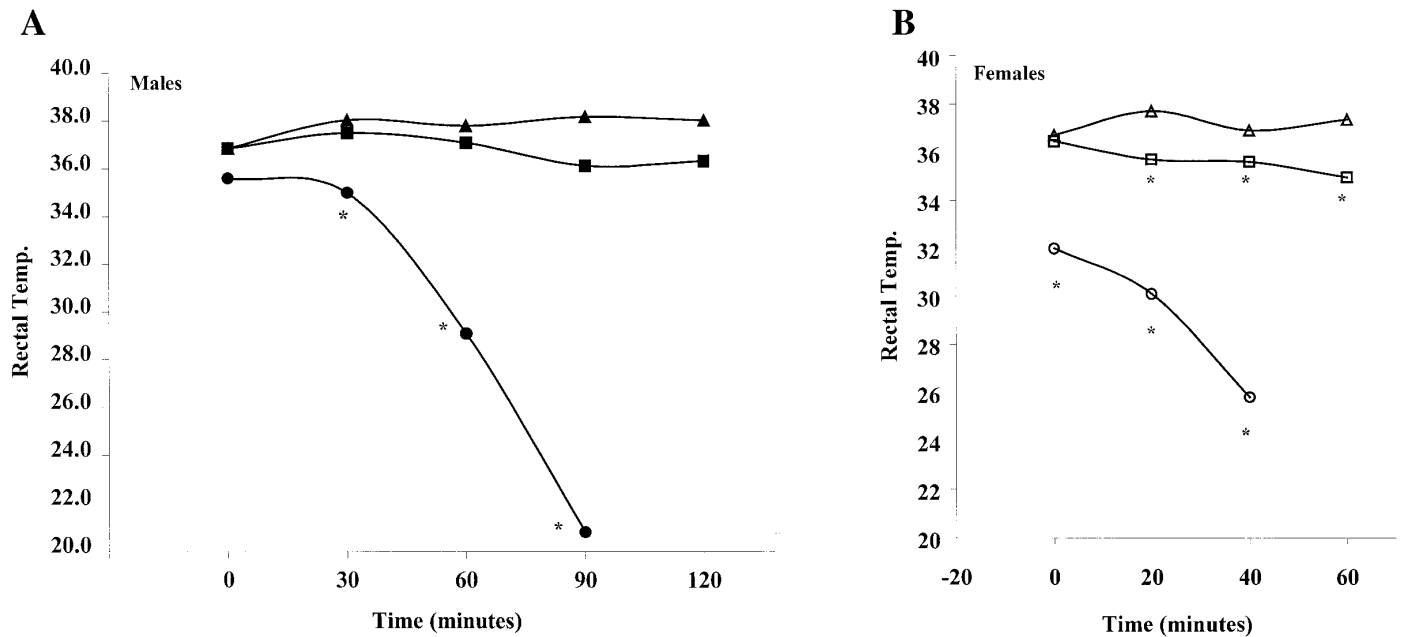 A
Males
Rectal Temp.
40.0
38.0
36.0
34.0
32.0
30.0
28.0
26.0
24.0
22.0
20.0
0 30 60 90 120
Time (minutes)
*
*
*
B
Females
Rectal Temp.
40
38
36
34
32
30
28
26
24
22
20
-20 0 20 40 60
Time (minutes)
* * *
*
*
*